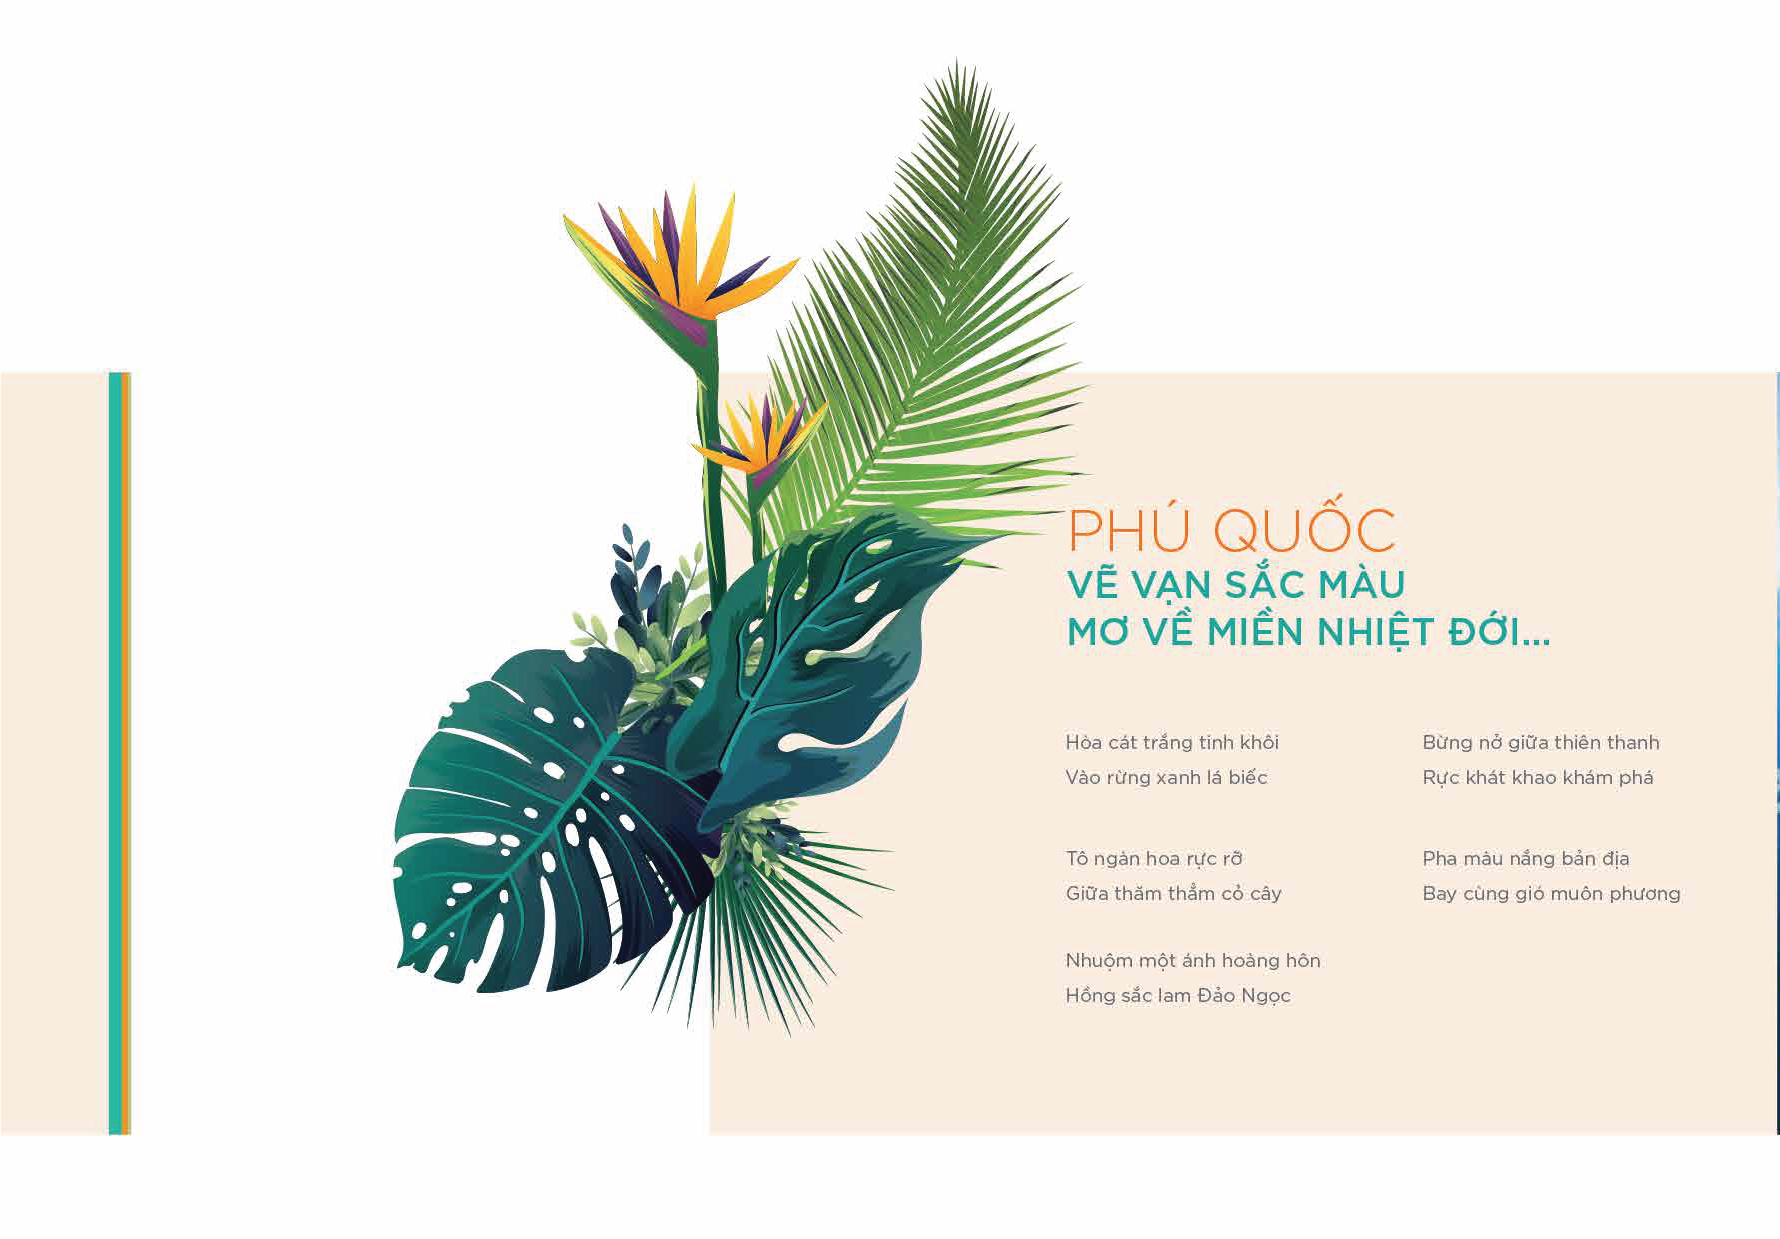 PHÚ QUỐC
VẼ VẠN SẮC MÀU
MƠ VỀ MIỀN NHIỆT ĐỚI...
Hòa cát trắng tinh khôi
Vào rừng xanh lá biếc
Tô ngàn hoa rực rỡ
Giữa thăm thẳm cỏ cây
Nhuộm một ánh hoàng hôn
Hồng sắc lam Đảo Ngọc
Bừng nở giữa thiên thanh
Rực khát khao khám phá
Pha màu nắng bản địa
Bay cùng gió muôn phương